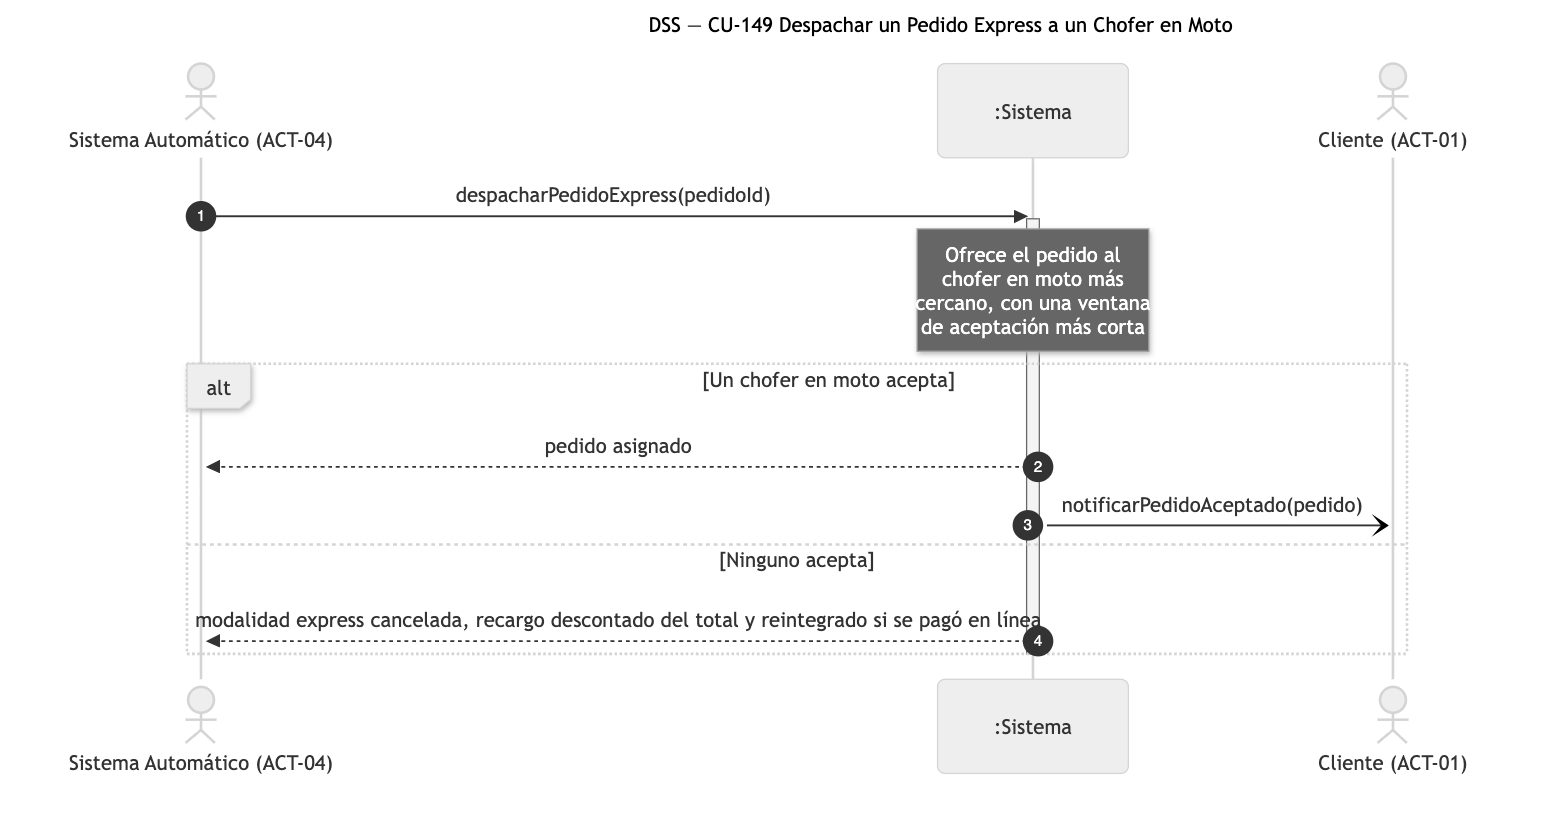 DSS — CU-149 Despachar un Pedido Express a un Chofer en Moto
Sistema Automático (ACT-04)
:Sistema
Cliente (ACT-01)
despacharPedidoExpress(pedidoId)
1
Ofrece el pedido al
chofer en moto más
cercano, con una ventana
de aceptación más corta
alt
[Un chofer en moto acepta]
pedido asignado
2
notificarPedidoAceptado(pedido)
3
[Ninguno acepta]
modalidad express cancelada, recargo descontado del total y reintegrado si se pagó en línea
4
Sistema Automático (ACT-04)
:Sistema
Cliente (ACT-01)